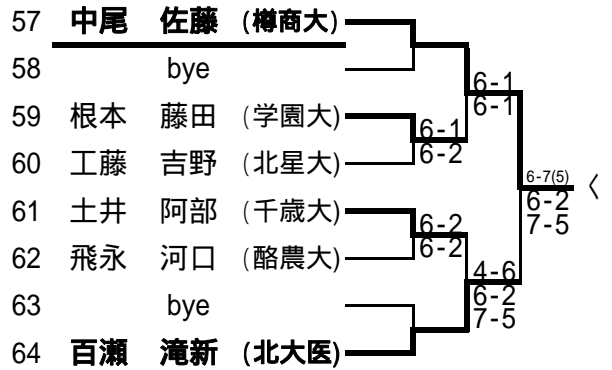 57 中尾 佐藤 (樽商大)
58 bye
59 根本 藤田 (学園大)
60 工藤 吉野 (北星大)
61 土井 阿部 (千歳大)
62 飛永 河口 (酪農大)
63 bye
64 百瀬 滝新 (北大医)
6-1
6-2
6-2
6-2
6-1
6-1
4-6
6-2
7-5
6-7(5)
6-2
7-5